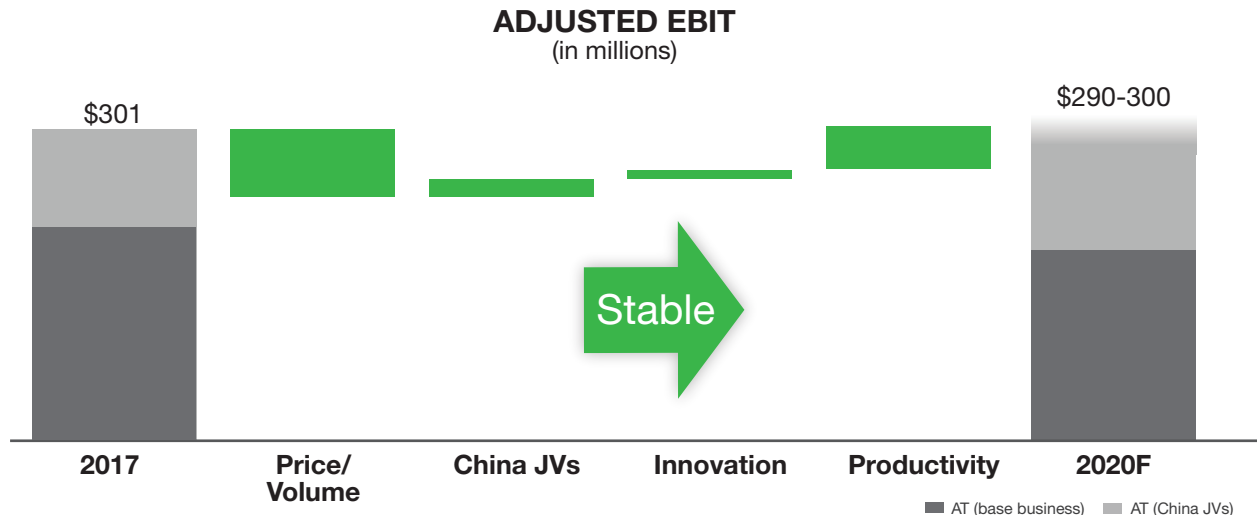 ADJUSTED EBIT
(in millions)
$301
$290-300
Stable
2017
Price/
Volume
China JVs
Innovation
Productivity
2020F
AT (base business)
AT (China JVs)